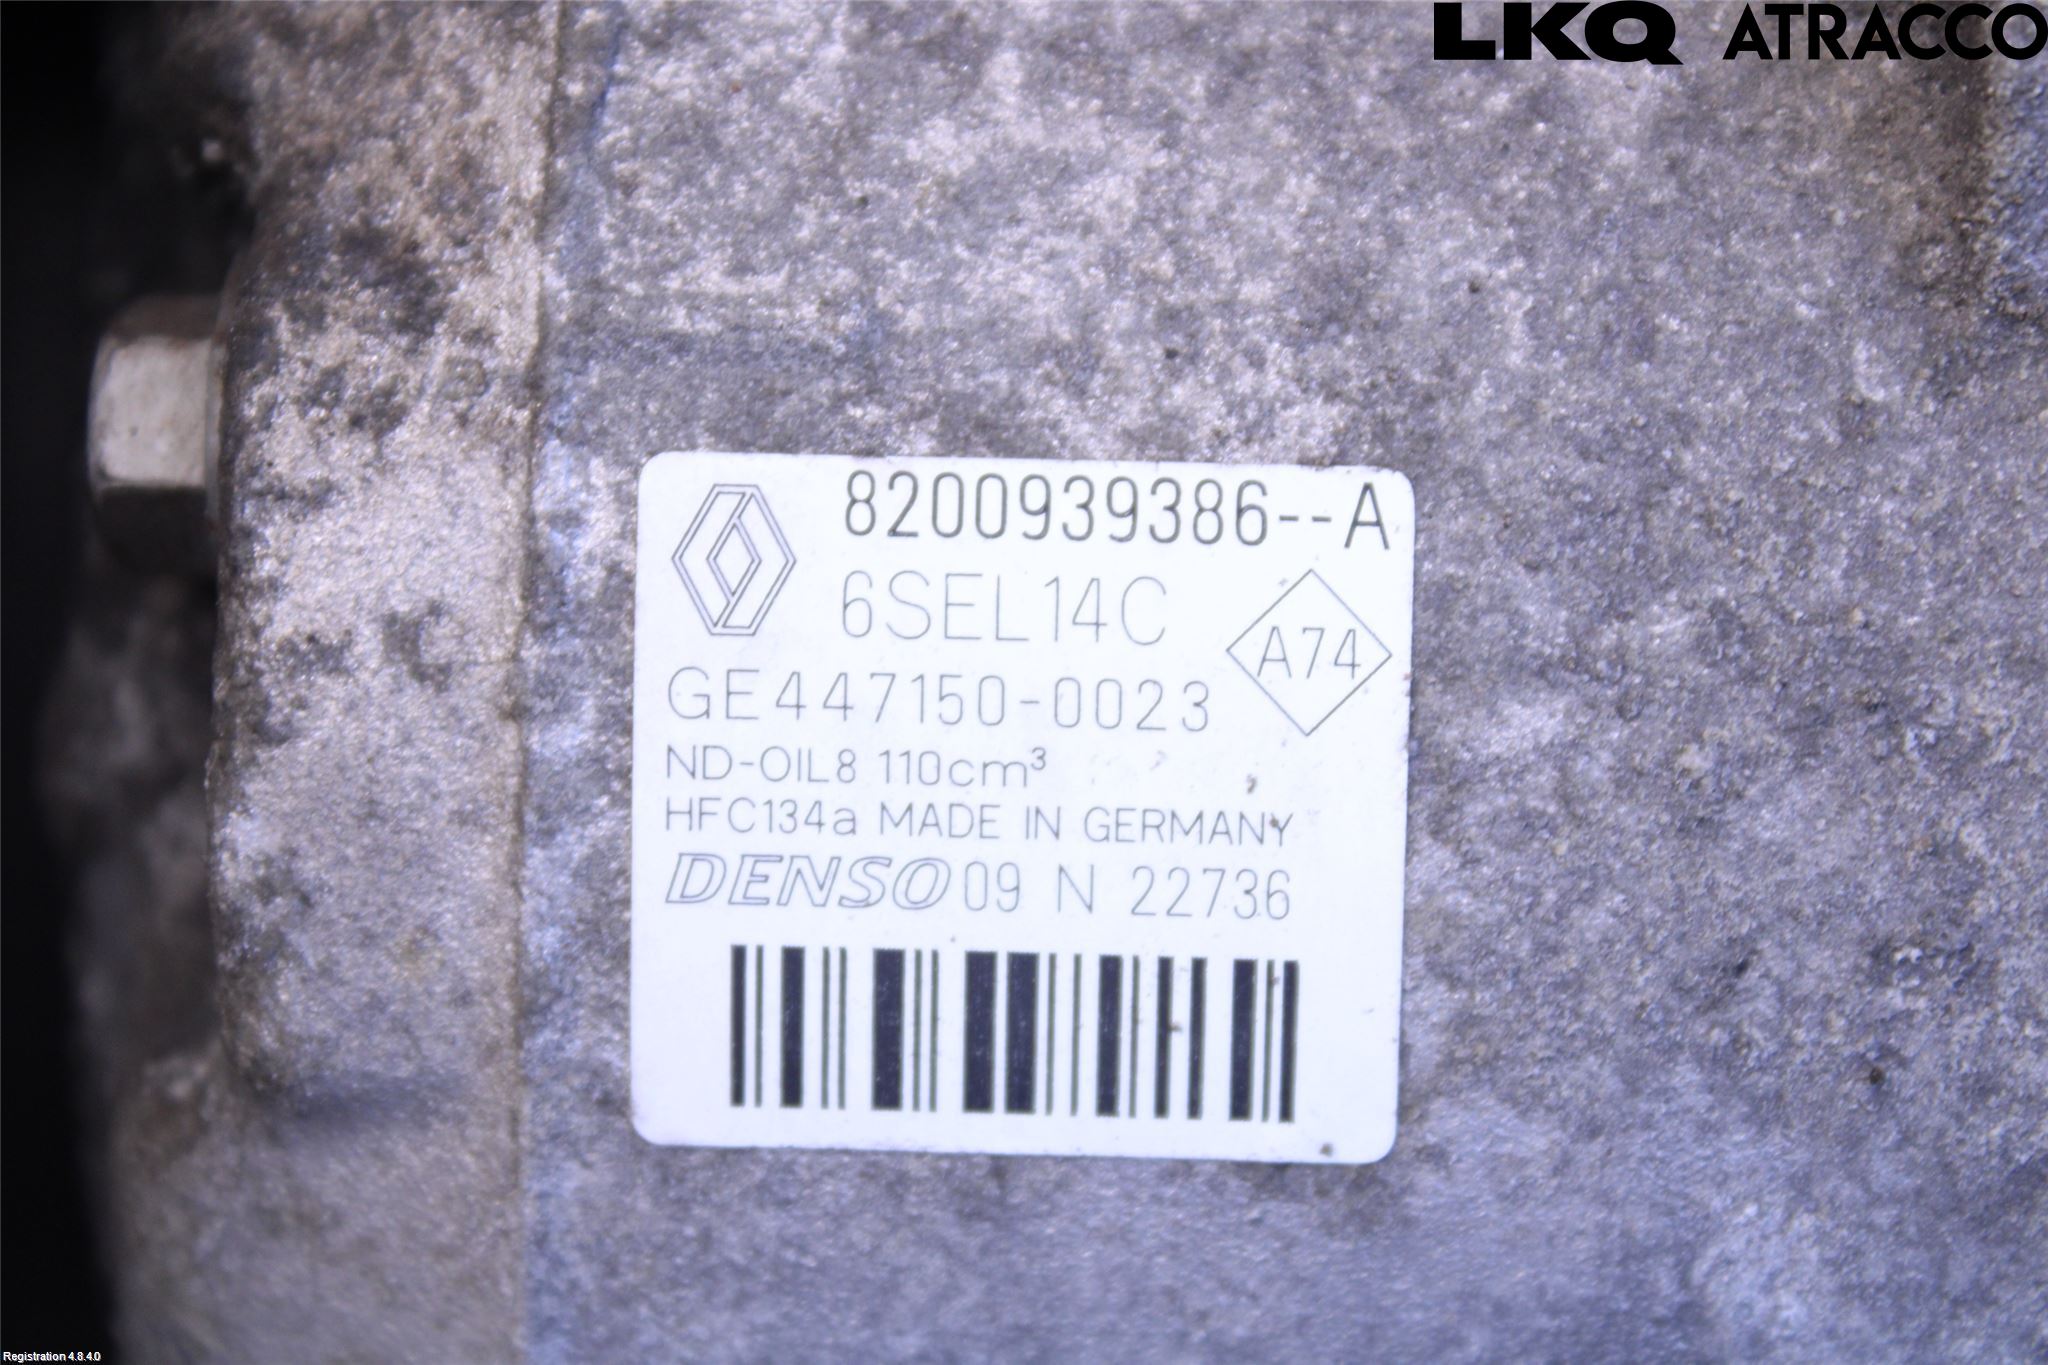 LKQ ATRACCO
8200939386--A
6SEL14C
A74
GE447150-0023
ND-OIL8 110cm³
HFC134a MADE IN GERMANY
DENSO 09 N 22736
Registration 4.8.4.0